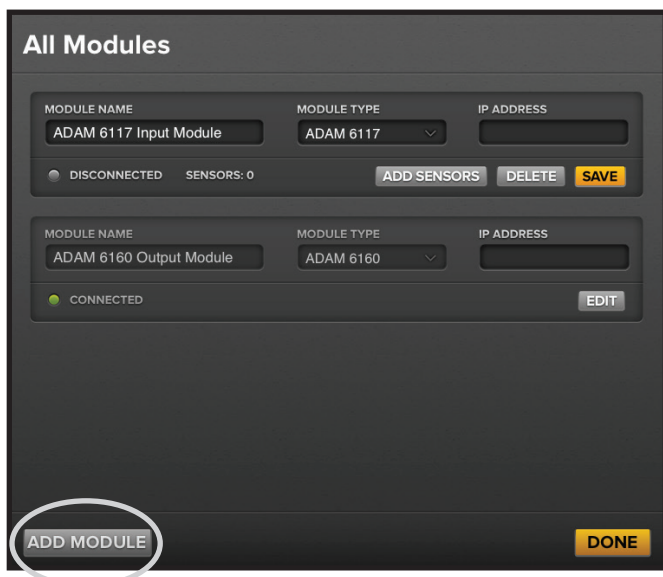 All Modules
MODULE NAME MODULE TYPE IP ADDRESS
ADAM 6117 Input Module ADAM 6117
DISCONNECTED SENSORS: 0 ADD SENSORS DELETE SAVE
MODULE NAME MODULE TYPE IP ADDRESS
ADAM 6160 Output Module ADAM 6160
CONNECTED EDIT
ADD MODULE DONE